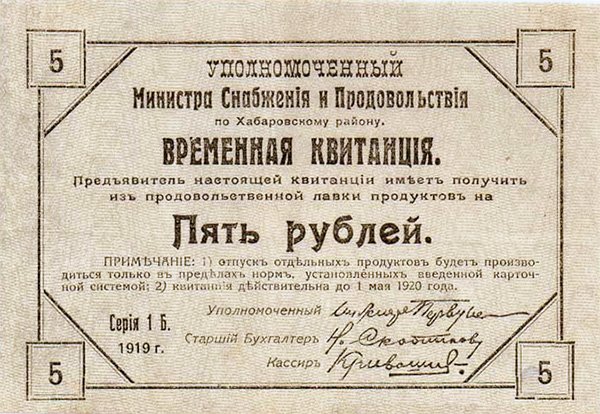 5 5
УПОЛНОМОЧЕННЫЙ
Министра Снабженія и Продовольствія
по Хабаровскому району.
ВРЕМЕННАЯ КВИТАНЦІЯ.
Предъявитель настоящей квитанціи имѣетъ получить
изъ продовольственной лавки продуктовъ на
Пять рублей.
ПРИМѢЧАНІЕ: 1) отпускъ отдѣльныхъ продуктовъ будетъ произво-
диться только въ предѣлахъ нормъ, установленныхъ введенной карточ-
ной системой; 2) квитанція дѣйствительна до 1 мая 1920 года.
Уполномоченный
Серія 1 Б. Старшій Бухгалтеръ
1919 г. Кассиръ
5 5